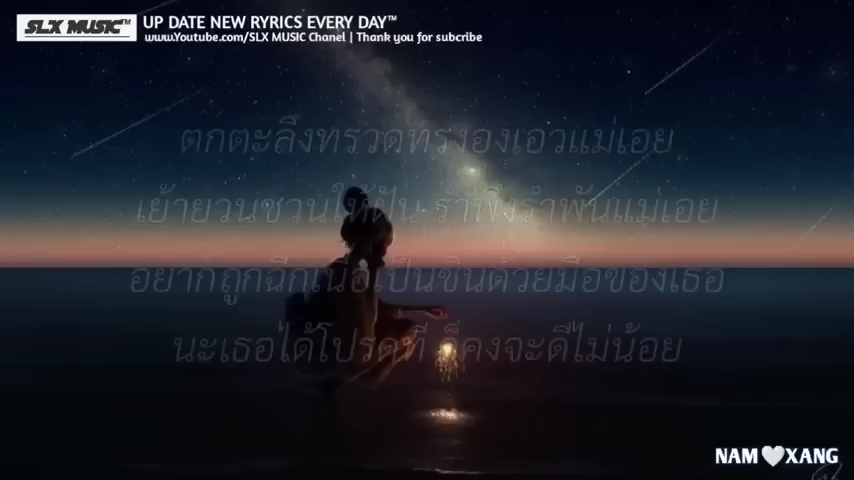 SLX MUSIC™
UP DATE NEW RYRICS EVERY DAY™
www.Youtube.com/SLX MUSIC Chanel | Thank you for subcribe
ตกตะลึงทรวดทรงองเอวแม่เอย
เย้ายวนชวนให้ฝัน รำพึงรำพันแม่เอย
อยากถูกฉีกเนื้อเป็นชิ้นด้วยมือของเธอ
นะเธอได้โปรดที ก็คงจะดีไม่น้อย
NAM🤍XANG